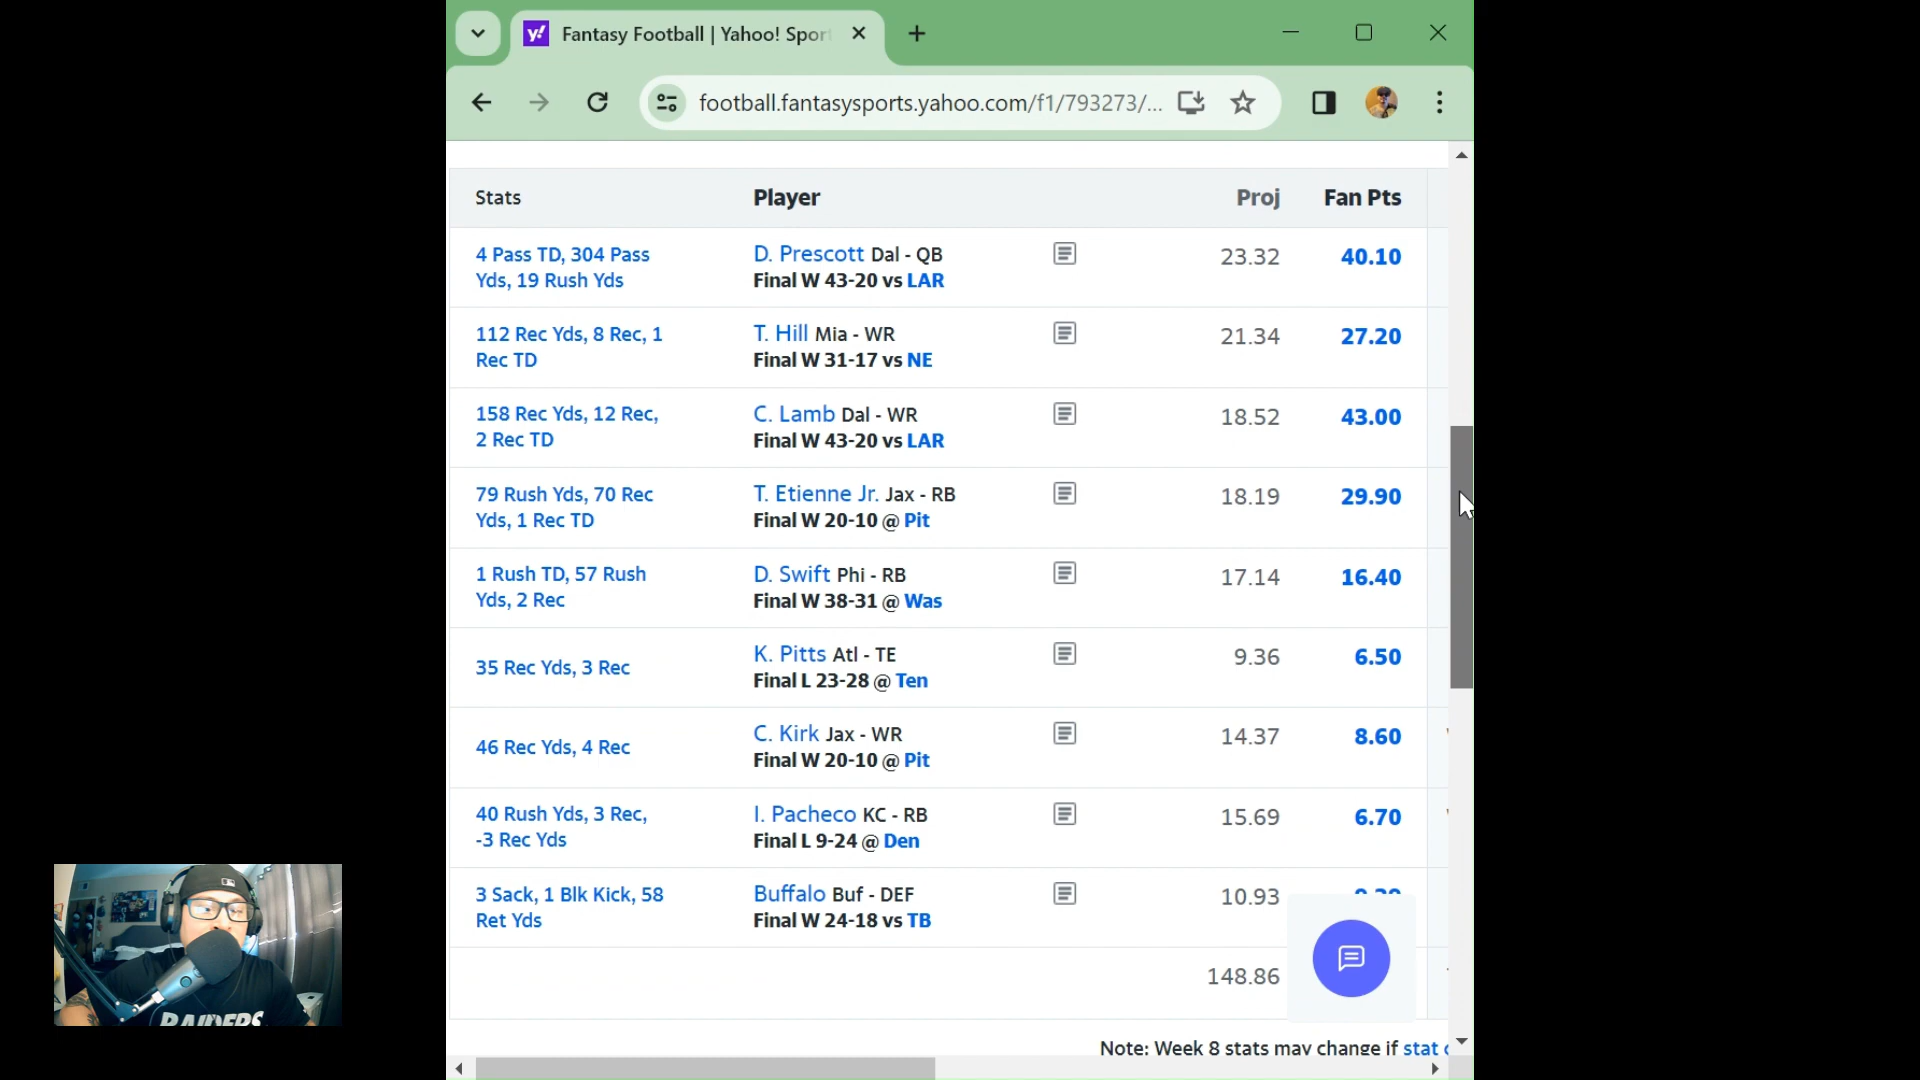 Fantasy Football | Yahoo! Spor
football.fantasysports.yahoo.com/f1/793273/...
Stats Player Proj Fan Pts
4 Pass TD, 304 Pass
Yds, 19 Rush Yds
D. Prescott Dal - QB
Final W 43-20 vs LAR
23.32 40.10
112 Rec Yds, 8 Rec, 1
Rec TD
T. Hill Mia - WR
Final W 31-17 vs NE
21.34 27.20
158 Rec Yds, 12 Rec,
2 Rec TD
C. Lamb Dal - WR
Final W 43-20 vs LAR
18.52 43.00
79 Rush Yds, 70 Rec
Yds, 1 Rec TD
T. Etienne Jr. Jax - RB
Final W 20-10 @ Pit
18.19 29.90
1 Rush TD, 57 Rush
Yds, 2 Rec
D. Swift Phi - RB
Final W 38-31 @ Was
17.14 16.40
35 Rec Yds, 3 Rec
K. Pitts Atl - TE
Final L 23-28 @ Ten
9.36 6.50
46 Rec Yds, 4 Rec
C. Kirk Jax - WR
Final W 20-10 @ Pit
14.37 8.60
40 Rush Yds, 3 Rec,
-3 Rec Yds
I. Pacheco KC - RB
Final L 9-24 @ Den
15.69 6.70
3 Sack, 1 Blk Kick, 58
Ret Yds
Buffalo Buf - DEF
Final W 24-18 vs TB
10.93
148.86
Note: Week 8 stats may change if stat
RAIDERS